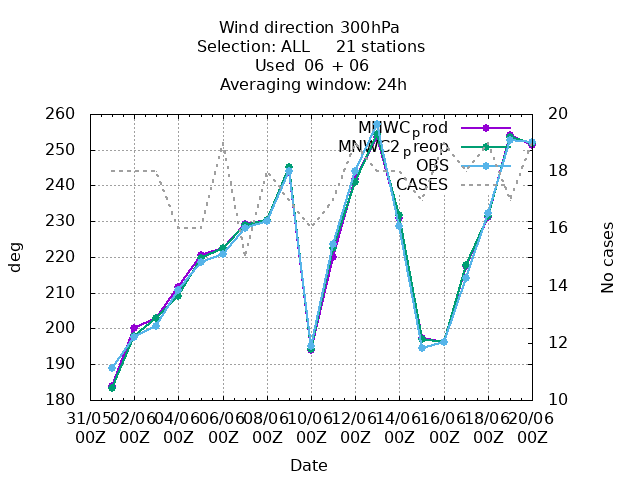 Wind direction 300hPa
Selection: ALL 21 stations
Used 06 + 06
Averaging window: 24h
260 20
MNWC_prod
250
MNWC2_preop
OBS
240 18
CASES
230
220 16
210
200 14
190 12
180 10
deg
No cases
31/05 02/06 04/06 06/06 08/06 10/06 12/06 14/06 16/06 18/06 20/06
00Z 00Z 00Z 00Z 00Z 00Z 00Z 00Z 00Z 00Z 00Z
Date